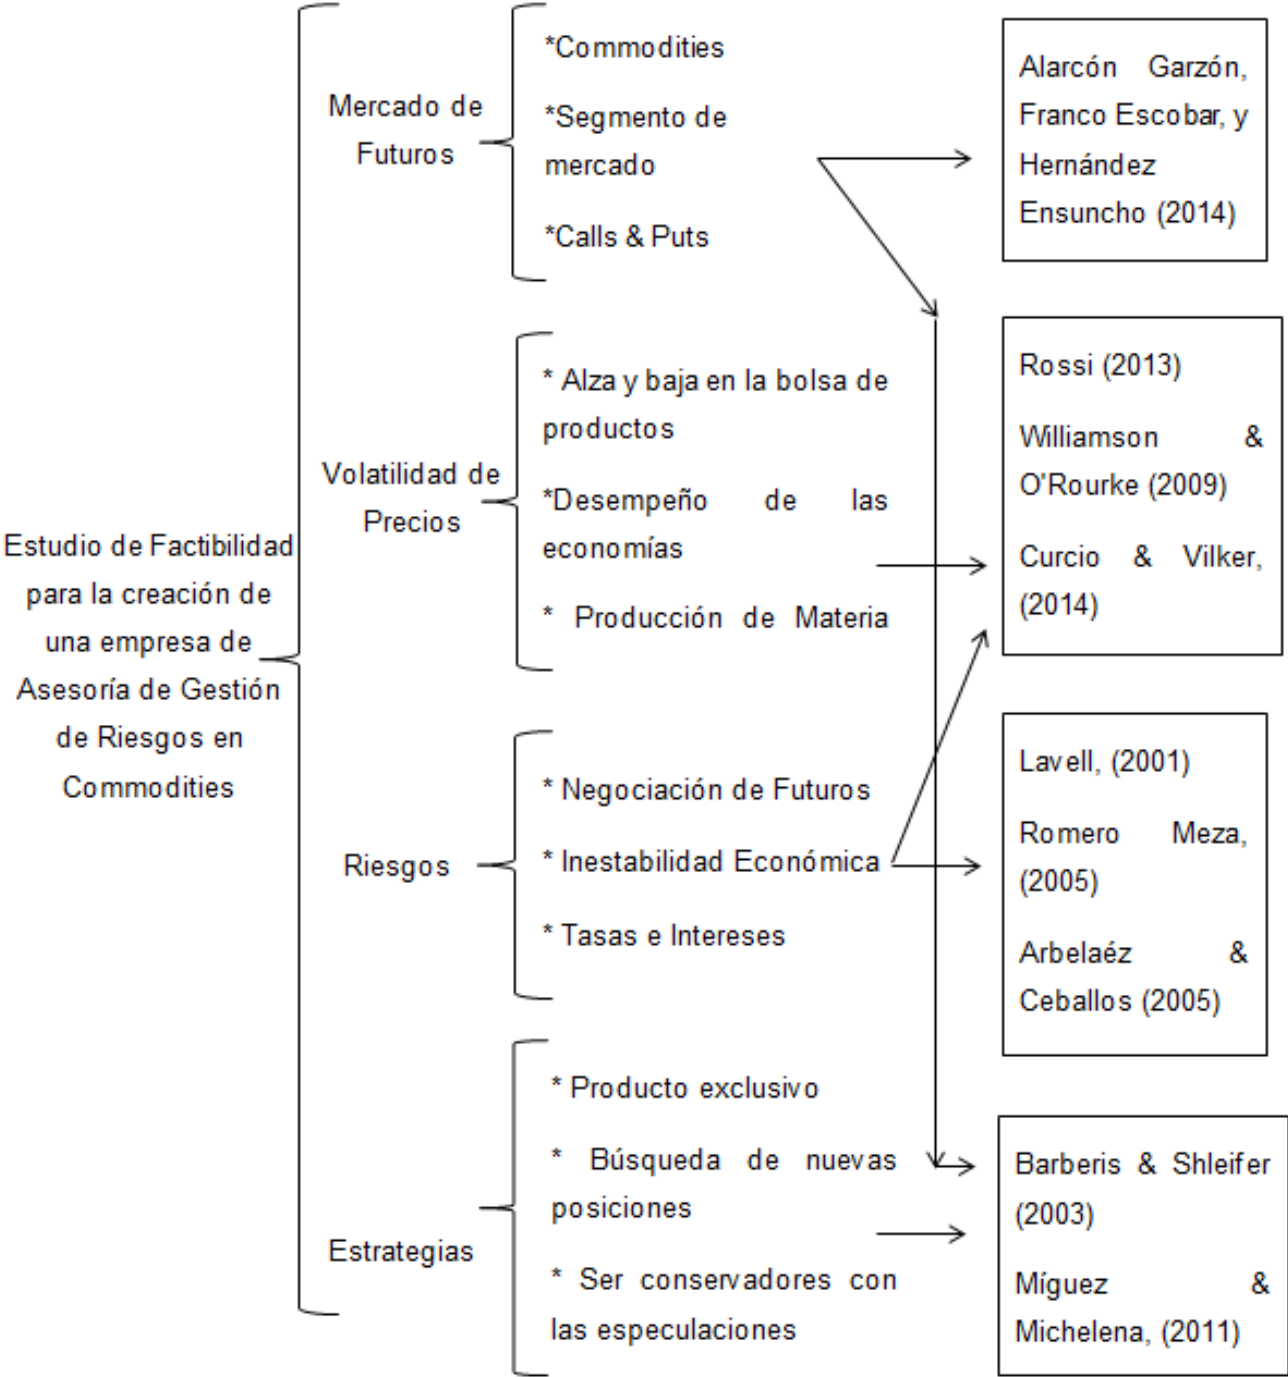 Estudio de Factibilidad
para la creación de
una empresa de
Asesoría de Gestión
de Riesgos en
Commodities
Mercado de
Futuros
*Commodities
*Segmento de
mercado
*Calls & Puts
Alarcón Garzón,
Franco Escobar, y
Hernández
Ensuncho (2014)
Volatilidad de
Precios
* Alza y baja en la bolsa de
productos
*Desempeño de las
economías
* Producción de Materia
Rossi (2013)
Williamson &
O'Rourke (2009)
Curcio & Vilker,
(2014)
Riesgos
* Negociación de Futuros
* Inestabilidad Económica
* Tasas e Intereses
Lavell, (2001)
Romero Meza,
(2005)
Arbelaéz &
Ceballos (2005)
Estrategias
* Producto exclusivo
* Búsqueda de nuevas
posiciones
* Ser conservadores con
las especulaciones
Barberis & Shleifer
(2003)
Míguez &
Michelena, (2011)